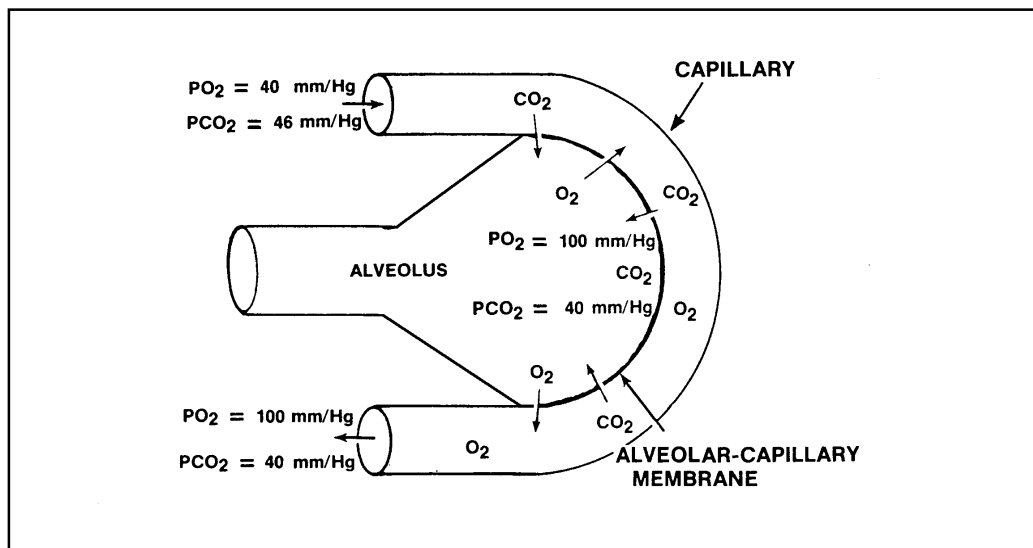 CAPILLARY
PO₂ = 40 mm/Hg
PCO₂ = 46 mm/Hg
CO₂
O₂
CO₂
PO₂ = 100 mm/Hg
ALVEOLUS
CO₂
PCO₂ = 40 mm/Hg
O₂
O₂
PO₂ = 100 mm/Hg
PCO₂ = 40 mm/Hg
O₂
CO₂
ALVEOLAR-CAPILLARY
MEMBRANE